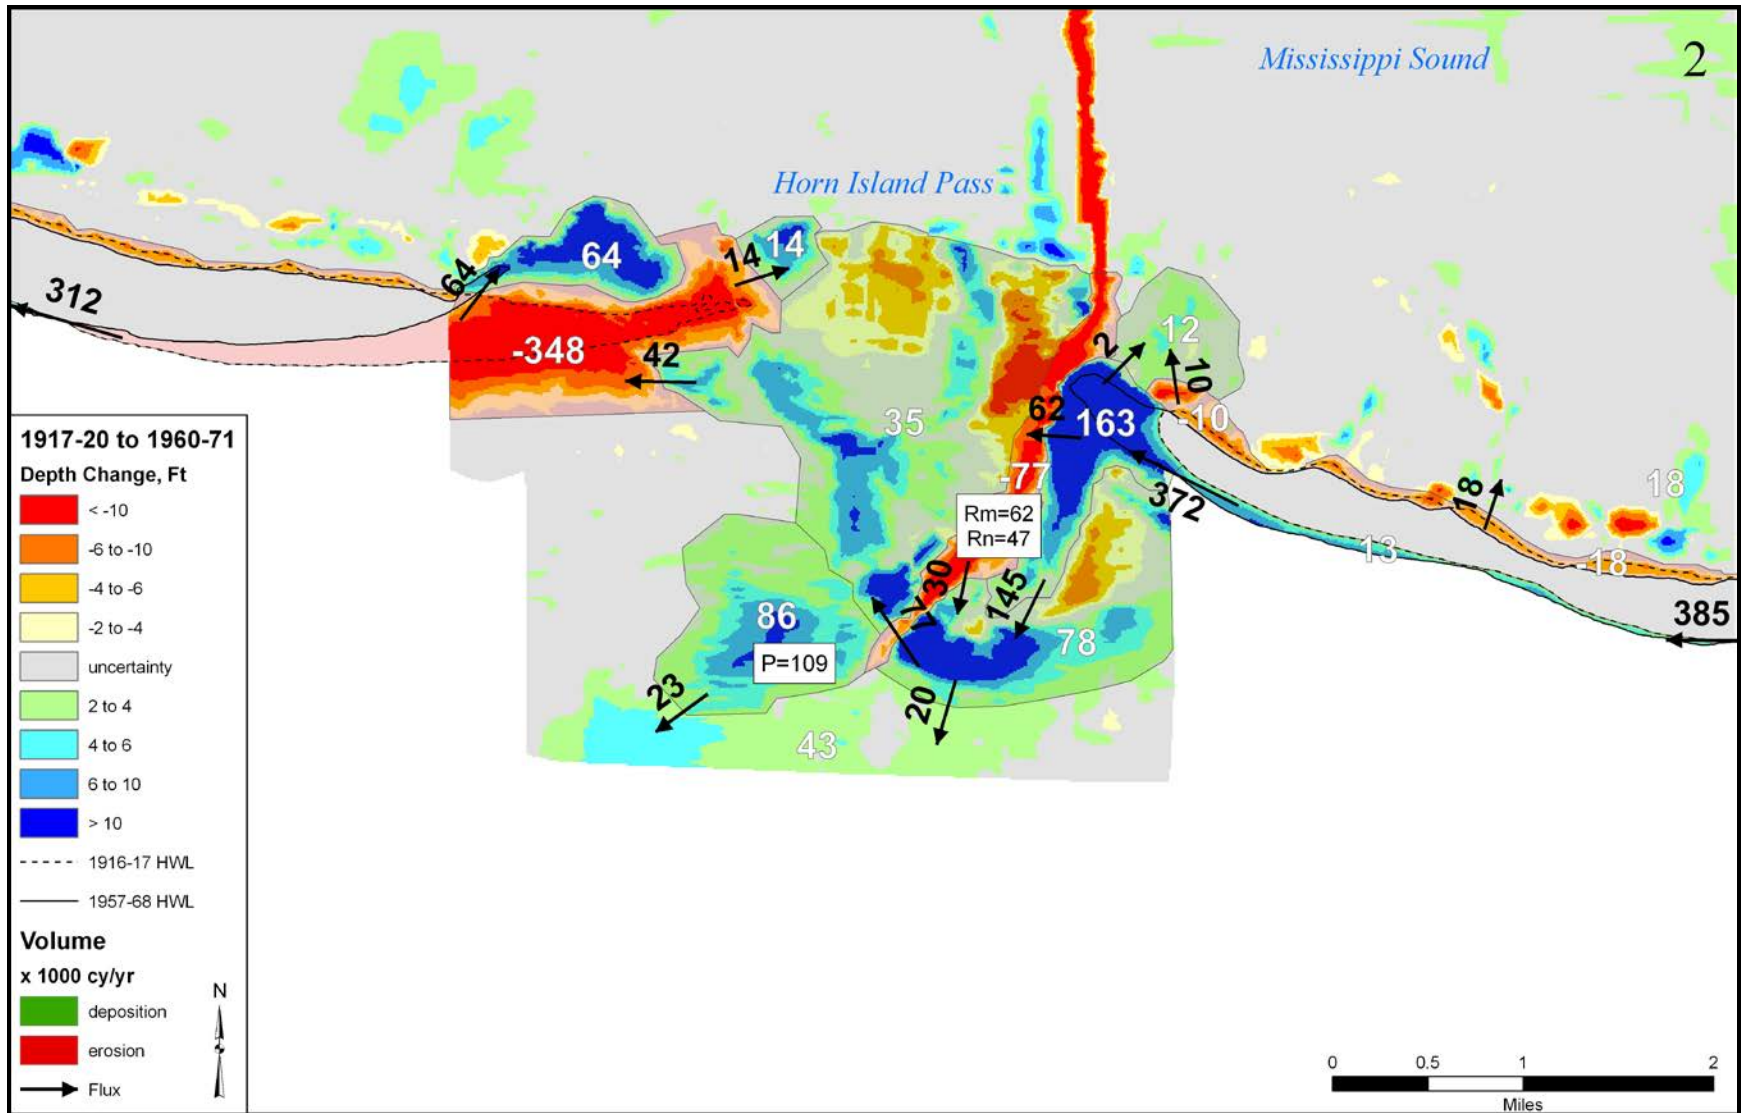 Mississippi Sound
2
Horn Island Pass
64
14
14
64
312
-348
42
2
12
10
-10
62
163
35
-77
372
18
18
13
-18
385
Rm=62
Rn=47
30
145
77
86
78
P=109
23
20
43
1917-20 to 1960-71
Depth Change, Ft
< -10
-6 to -10
-4 to -6
-2 to -4
uncertainty
2 to 4
4 to 6
6 to 10
> 10
1916-17 HWL
1957-68 HWL
Volume
x 1000 cy/yr
N
deposition
erosion
Flux
0 0.5 1 2
Miles